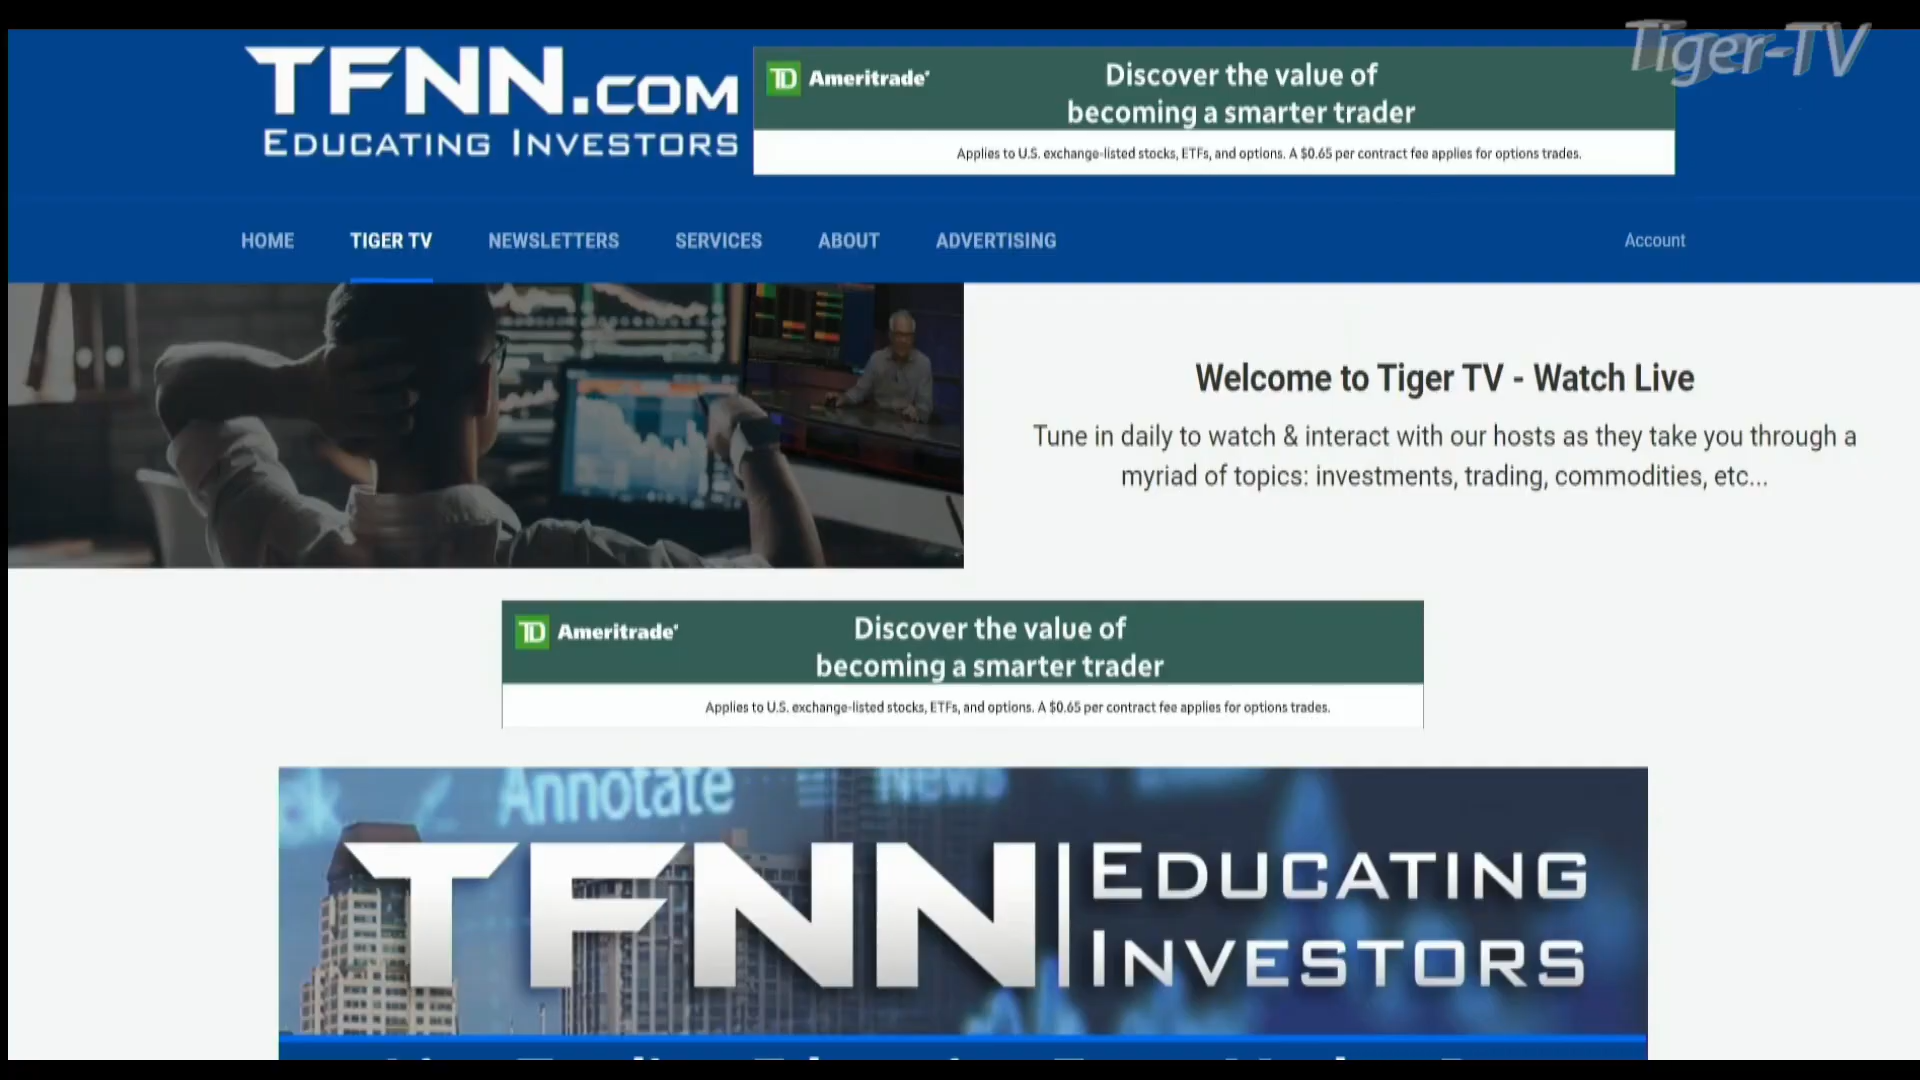 Tiger-TV
TFNN.COM
EDUCATING INVESTORS
TD Ameritrade
Discover the value of
becoming a smarter trader
Applies to U.S. exchange-listed stocks, ETFs, and options. A $0.65 per contract fee applies for options trades.
HOME TIGER TV NEWSLETTERS SERVICES ABOUT ADVERTISING Account
Welcome to Tiger TV - Watch Live
Tune in daily to watch & interact with our hosts as they take you through a
myriad of topics: investments, trading, commodities, etc...
TD Ameritrade
Discover the value of
becoming a smarter trader
Applies to U.S. exchange-listed stocks, ETFs, and options. A $0.65 per contract fee applies for options trades.
Annotate News
TFNN EDUCATING
INVESTORS